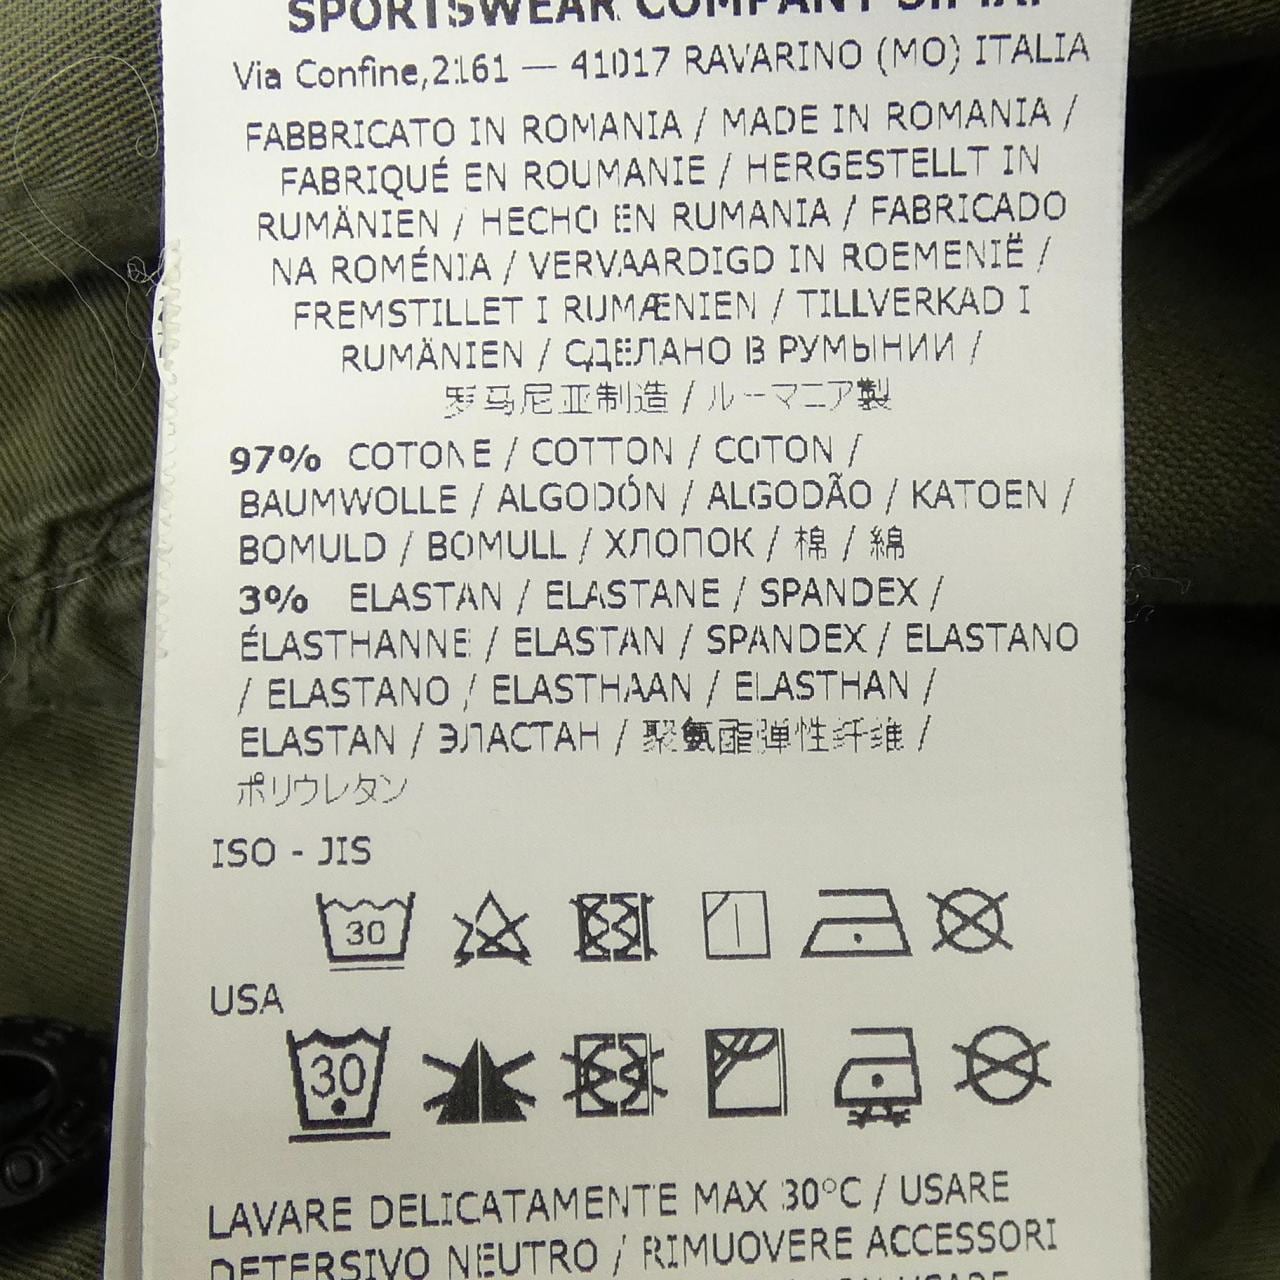 SPORTSWEAR COMPANY S.P.A.
Via Confine,2161 — 41017 RAVARINO (MO) ITALIA
FABBRICATO IN ROMANIA / MADE IN ROMANIA /
FABRIQUÉ EN ROUMANIE / HERGESTELLT IN
RUMÄNIEN / HECHO EN RUMANIA / FABRICADO
NA ROMÉNIA / VERVAARDIGD IN ROEMENIË /
FREMSTILLET I RUMÆNIEN / TILLVERKAD I
RUMÄNIEN / СДЕЛАНО В РУМЫНИИ /
罗马尼亚制造 / ルーマニア製
97% COTONE / COTTON / COTON /
BAUMWOLLE / ALGODÓN / ALGODÃO / KATOEN /
BOMULD / BOMULL / ХЛОПОК / 棉 / 綿
3% ELASTAN / ELASTANE / SPANDEX /
ÉLASTHANNE / ELASTAN / SPANDEX / ELASTANO
/ ELASTANO / ELASTHAAN / ELASTHAN /
ELASTAN / ЭЛАСТАН / 聚氨酯弹性纤维 /
ポリウレタン
ISO - JIS
30
USA
30
LAVARE DELICATAMENTE MAX 30°C / USARE
DETERSIVO NEUTRO / RIMUOVERE ACCESSORI